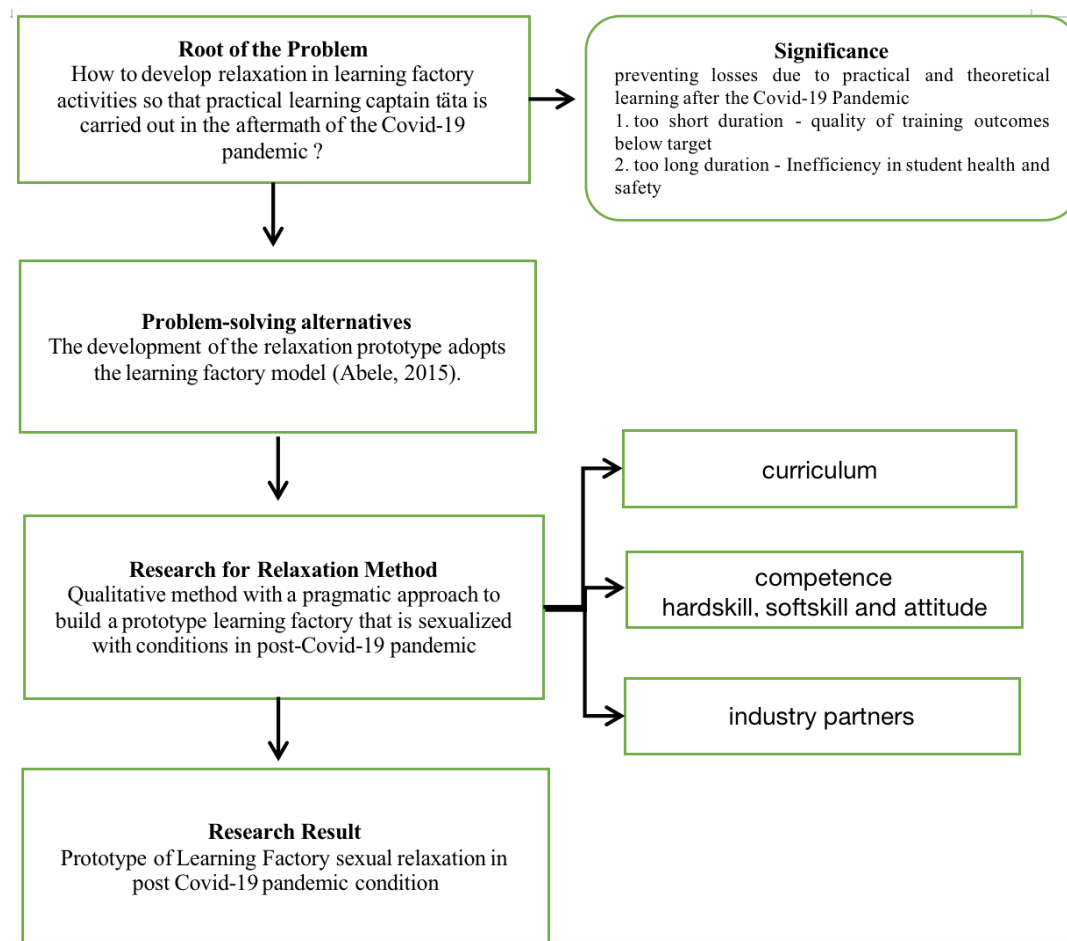 Root of the Problem
How to develop relaxation in learning factory
activities so that practical learning captain täta is
carried out in the aftermath of the Covid-19
pandemic ?
Significance
preventing losses due to practical and theoretical
learning after the Covid-19 Pandemic
1. too short duration - quality of training outcomes
below target
2. too long duration - Inefficiency in student health and
safety
Problem-solving alternatives
The development of the relaxation prototype adopts
the learning factory model (Abele, 2015).
Research for Relaxation Method
Qualitative method with a pragmatic approach to
build a prototype learning factory that is sexualized
with conditions in post-Covid-19 pandemic
curriculum
competence
hardskill, softskill and attitude
industry partners
Research Result
Prototype of Learning Factory sexual relaxation in
post Covid-19 pandemic condition